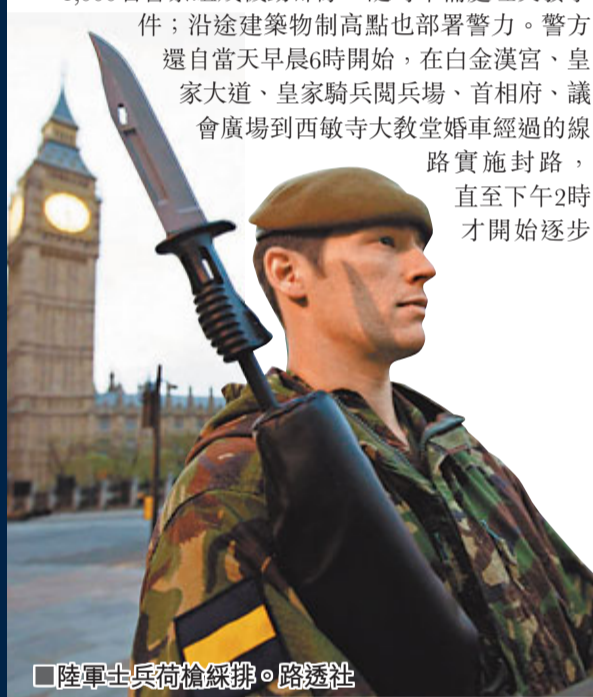 件；沿途建築物制高點也部署警力。警方
還自當天早晨6時開始，在白金漢宮、皇
家大道、皇家騎兵閱兵場、首相府、議
會廣場到西敏寺大教堂婚車經過的線
路實施封路，
直至下午2時
才開始逐步
■陸軍士兵荷槍綵排。路透社